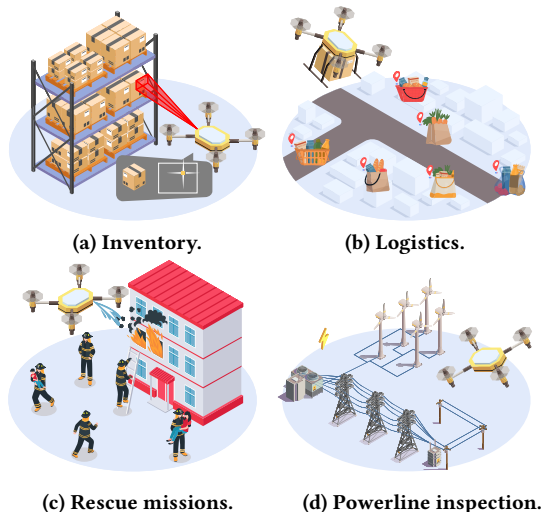 (a) Inventory.
(b) Logistics.
(c) Rescue missions.
(d) Powerline inspection.